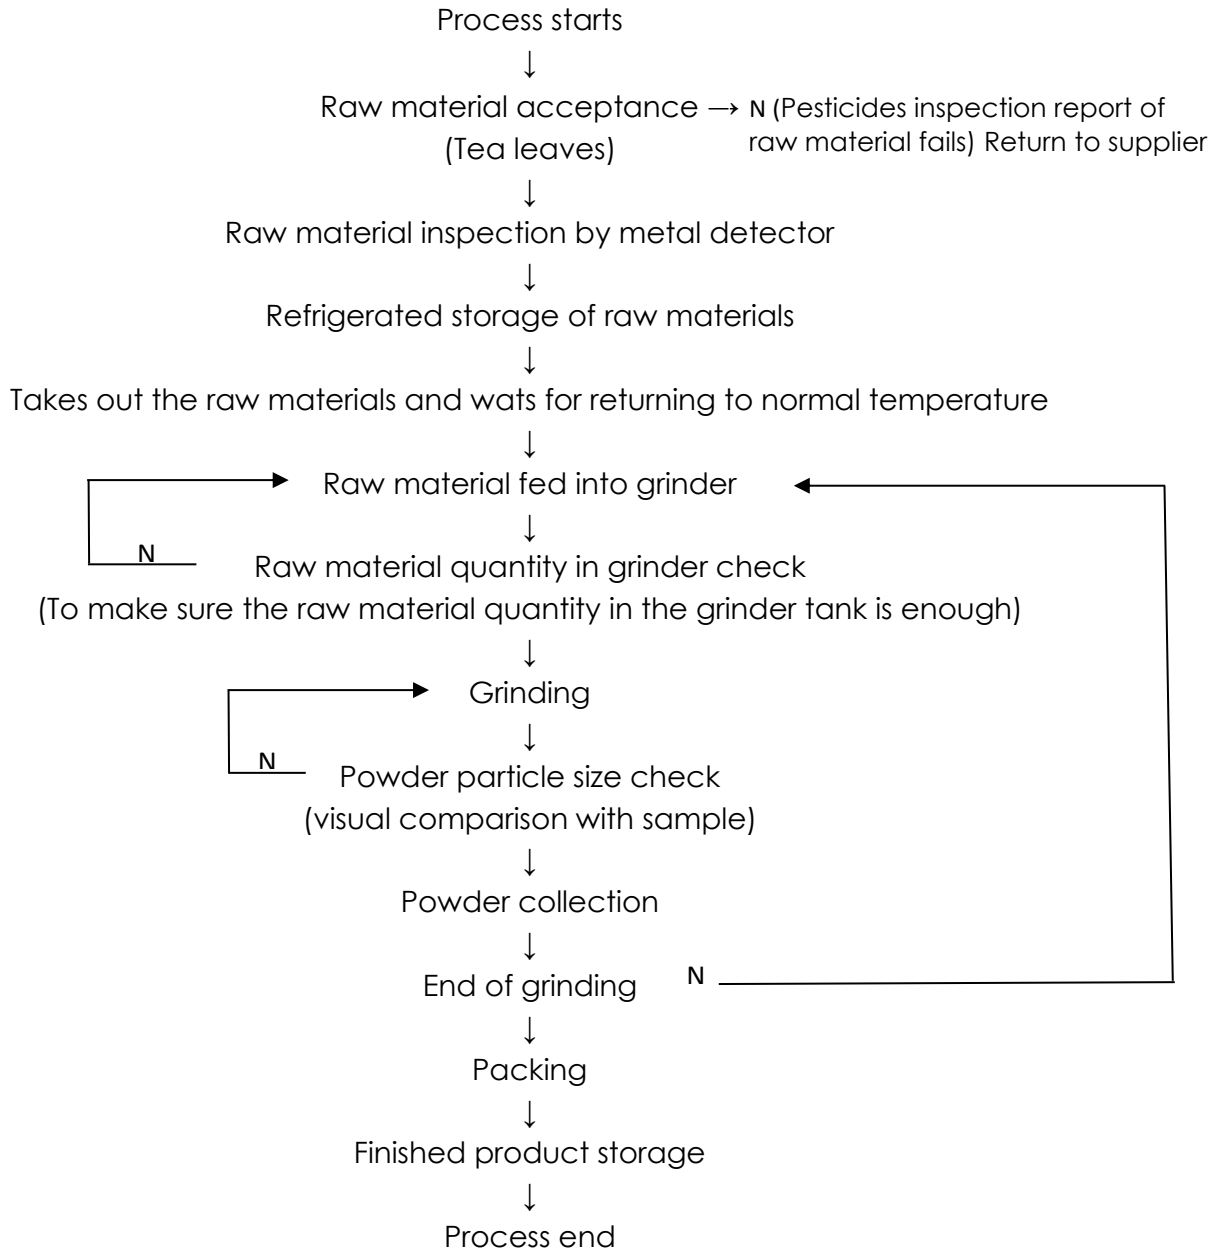 Process starts
↓
Raw material acceptance → N (Pesticides inspection report of
(Tea leaves) raw material fails) Return to supplier
↓
Raw material inspection by metal detector
↓
Refrigerated storage of raw materials
↓
Takes out the raw materials and wats for returning to normal temperature
↓
Raw material fed into grinder
↓
N
Raw material quantity in grinder check
(To make sure the raw material quantity in the grinder tank is enough)
↓
Grinding
↓
N
Powder particle size check
(visual comparison with sample)
↓
Powder collection
↓
End of grinding N
↓
Packing
↓
Finished product storage
↓
Process end